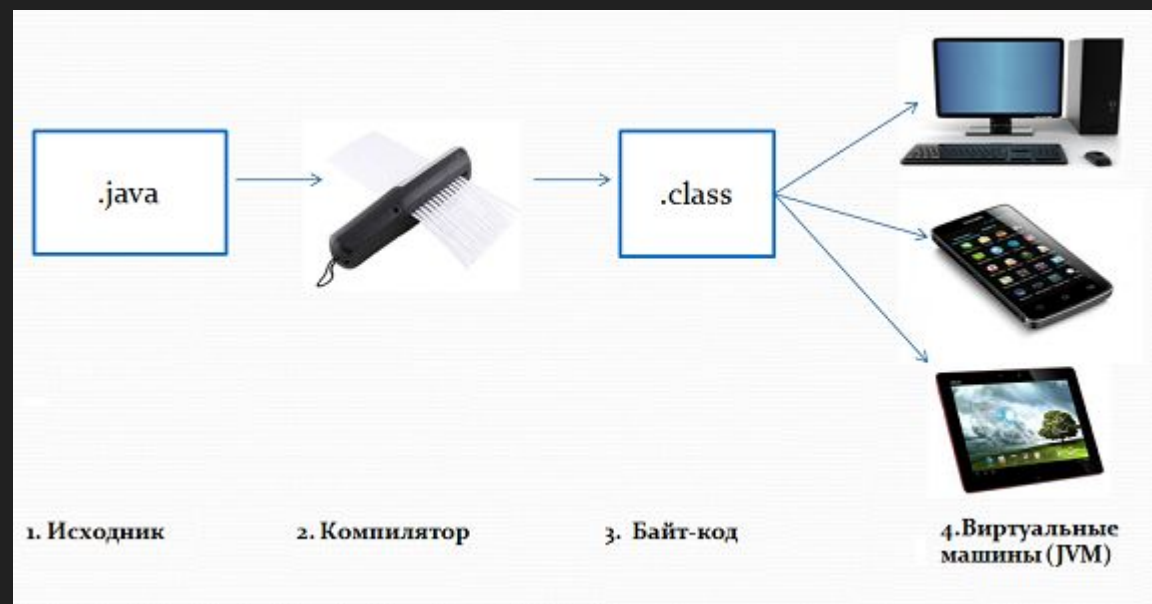 .java
.class
1. Исходник
2. Компилятор
3. Байт-код
4.Виртуальные
машины (JVM)